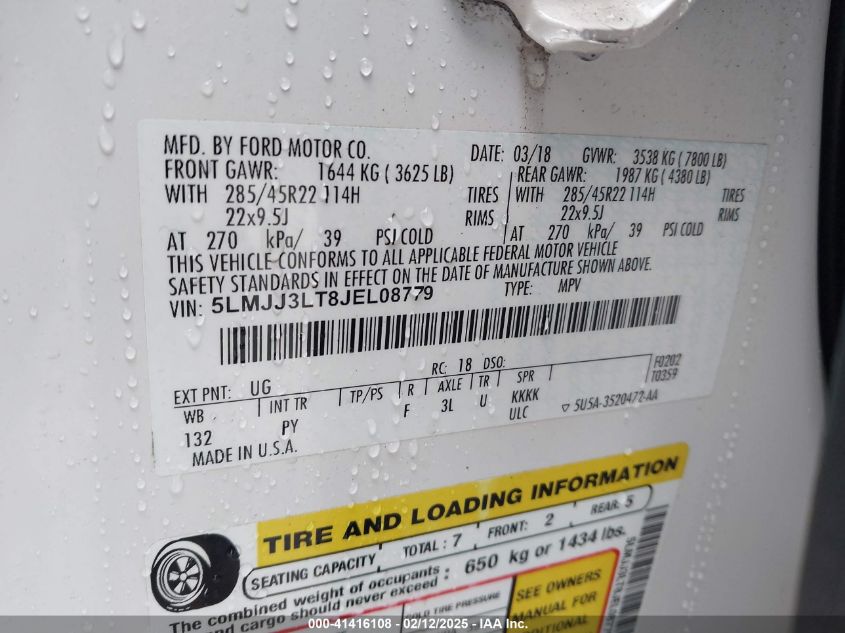 MFD. BY FORD MOTOR CO. DATE: 03/18 GVWR: 3538 KG ( 7800 LB)
FRONT GAWR: 1644 KG ( 3625 LB) REAR GAWR: 1987 KG ( 4380 LB)
WITH 285/45R22 114H TIRES WITH 285/45R22 114H TIRES
22x9.5J RIMS 22x9.5J RIMS
AT 270 kPa/ 39 PSI COLD AT 270 kPa/ 39 PSI COLD
THIS VEHICLE CONFORMS TO ALL APPLICABLE FEDERAL MOTOR VEHICLE
SAFETY STANDARDS IN EFFECT ON THE DATE OF MANUFACTURE SHOWN ABOVE.
VIN: 5LMJJ3LT8JEL08779 TYPE: MPV
EXT PNT: UG RC: 18 DSO: F0202
T0359
WB INT TR TP/PS R AXLE TR SPR
132 PY F 3L U KKKK
ULC ▽ 5U5A-3520472-AA
MADE IN U.S.A.
TIRE AND LOADING INFORMATION
SEATING CAPACITY TOTAL : 7 FRONT: 2 REAR: 5
The combined weight of occupants
and cargo should never exceed : 650 kg or 1434 lbs.
COLD TIRE PRESSURE
SEE OWNERS
MANUAL FOR
000-41416108 - 02/12/2025 - IAA Inc.